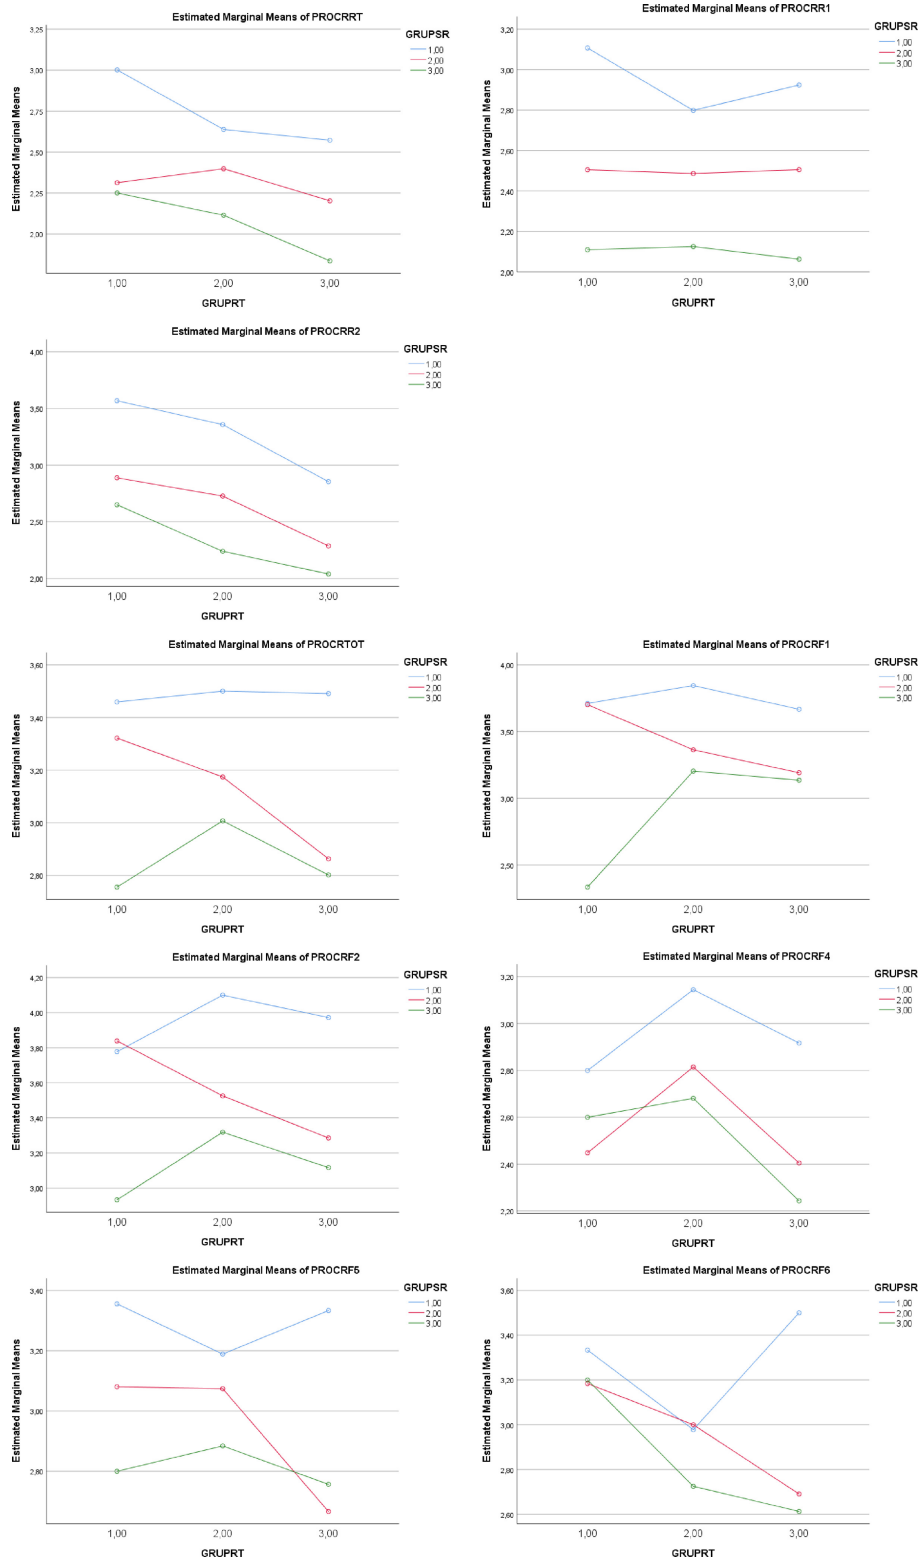 Estimated Marginal Means of PROCRRT
GRUPSR
1,00
2,00
3,00
Estimated Marginal Means
3,25
3,00
2,75
2,50
2,25
2,00
1,00 2,00 3,00
GRUPRT
Estimated Marginal Means of PROCRR1
GRUPSR
1,00
2,00
3,00
Estimated Marginal Means
3,20
3,00
2,80
2,60
2,40
2,20
2,00
1,00 2,00 3,00
GRUPRT
Estimated Marginal Means of PROCRR2
GRUPSR
1,00
2,00
3,00
Estimated Marginal Means
4,00
3,50
3,00
2,50
2,00
1,00 2,00 3,00
GRUPRT
Estimated Marginal Means of PROCRTOT
GRUPSR
1,00
2,00
3,00
Estimated Marginal Means
3,60
3,40
3,20
3,00
2,80
1,00 2,00 3,00
GRUPRT
Estimated Marginal Means of PROCRF1
GRUPSR
1,00
2,00
3,00
Estimated Marginal Means
4,00
3,50
3,00
2,50
1,00 2,00 3,00
GRUPRT
Estimated Marginal Means of PROCRF2
GRUPSR
1,00
2,00
3,00
Estimated Marginal Means
4,20
4,00
3,80
3,60
3,40
3,20
3,00
1,00 2,00 3,00
GRUPRT
Estimated Marginal Means of PROCRF4
GRUPSR
1,00
2,00
3,00
Estimated Marginal Means
3,20
3,00
2,80
2,60
2,40
2,20
1,00 2,00 3,00
GRUPRT
Estimated Marginal Means of PROCRF5
GRUPSR
1,00
2,00
3,00
Estimated Marginal Means
3,40
3,20
3,00
2,80
1,00 2,00 3,00
GRUPRT
Estimated Marginal Means of PROCRF6
GRUPSR
1,00
2,00
3,00
Estimated Marginal Means
3,60
3,40
3,20
3,00
2,80
2,60
1,00 2,00 3,00
GRUPRT